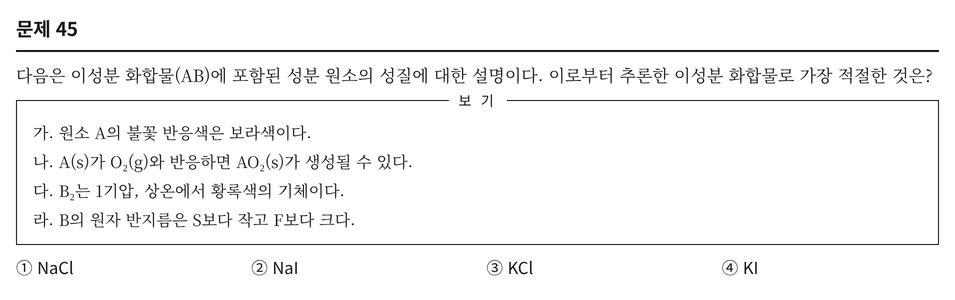 문제 45
다음은 이성분 화합물(AB)에 포함된 성분 원소의 성질에 대한 설명이다. 이로부터 추론한 이성분 화합물로 가장 적절한 것은?
보 기
가. 원소 A의 불꽃 반응색은 보라색이다.
나. A(s)가 O₂(g)와 반응하면 AO₂(s)가 생성될 수 있다.
다. B₂는 1기압, 상온에서 황록색의 기체이다.
라. B의 원자 반지름은 S보다 작고 F보다 크다.
① NaCl ② NaI ③ KCl ④ KI